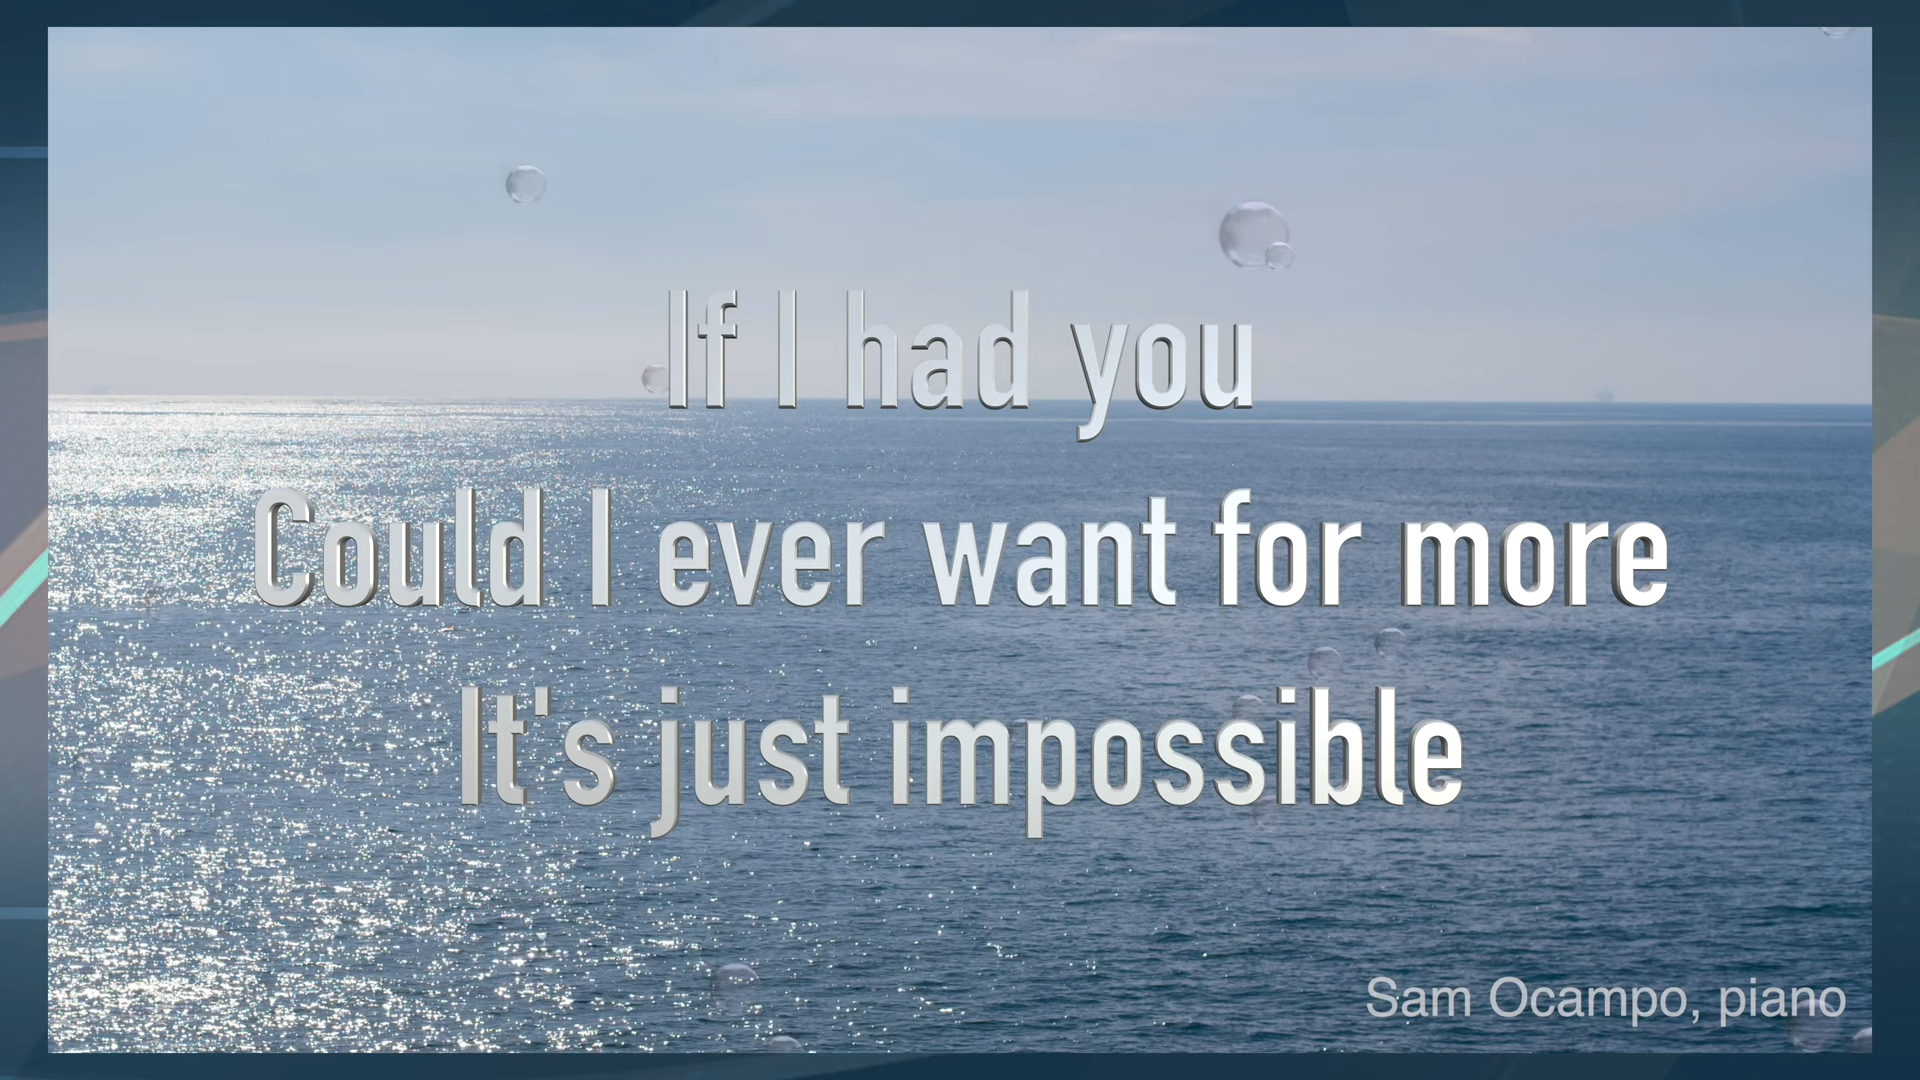 If I had you
Could I ever want for more
It's just impossible
Sam Ocampo, piano